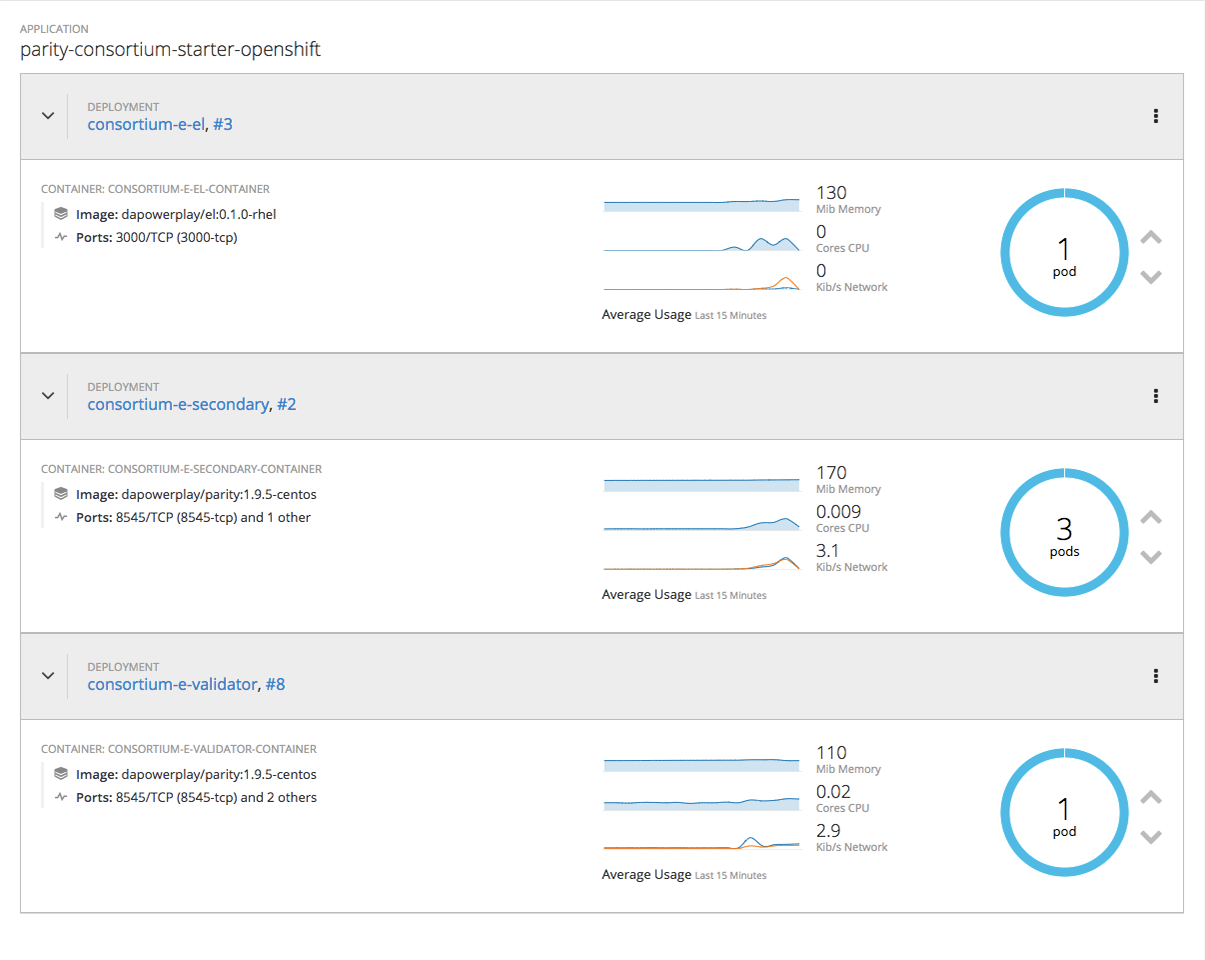 APPLICATION
parity-consortium-starter-openshift
DEPLOYMENT
consortium-e-el, #3
CONTAINER: CONSORTIUM-E-EL-CONTAINER
Image: dapowerplay/el:0.1.0-rhel
Ports: 3000/TCP (3000-tcp)
130
Mib Memory
0
Cores CPU
0
Kib/s Network
Average Usage Last 15 Minutes
1
pod
DEPLOYMENT
consortium-e-secondary, #2
CONTAINER: CONSORTIUM-E-SECONDARY-CONTAINER
Image: dapowerplay/parity:1.9.5-centos
Ports: 8545/TCP (8545-tcp) and 1 other
170
Mib Memory
0.009
Cores CPU
3.1
Kib/s Network
Average Usage Last 15 Minutes
3
pods
DEPLOYMENT
consortium-e-validator, #8
CONTAINER: CONSORTIUM-E-VALIDATOR-CONTAINER
Image: dapowerplay/parity:1.9.5-centos
Ports: 8545/TCP (8545-tcp) and 2 others
110
Mib Memory
0.02
Cores CPU
2.9
Kib/s Network
Average Usage Last 15 Minutes
1
pod